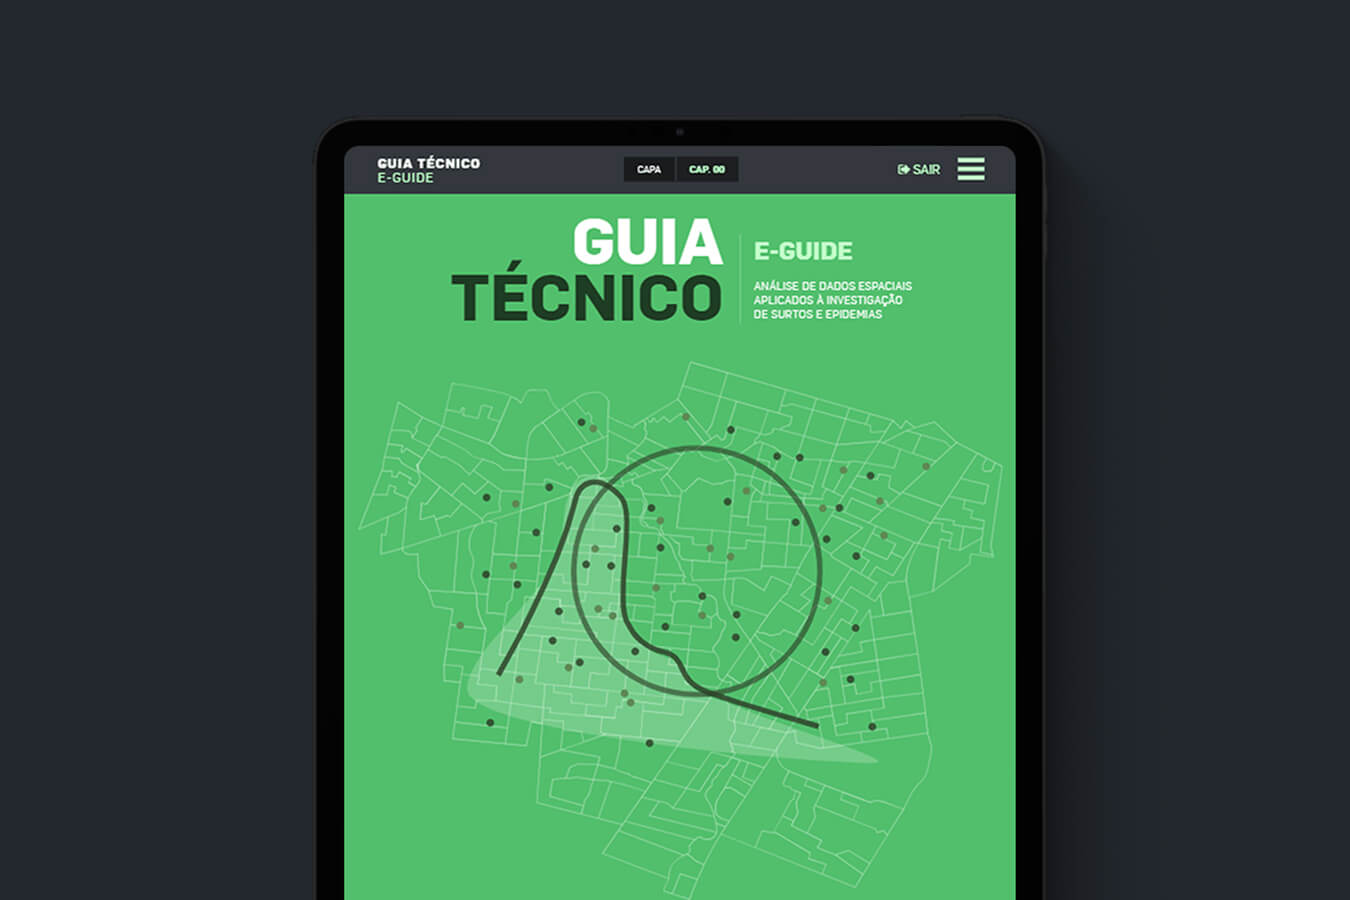 GUIA TÉCNICO
E-GUIDE
CAPA
CAP. 00
SAIR
GUIA
TÉCNICO
E-GUIDE
ANÁLISE DE DADOS ESPACIAIS
APLICADOS À INVESTIGAÇÃO
DE SURTOS E EPIDEMIAS